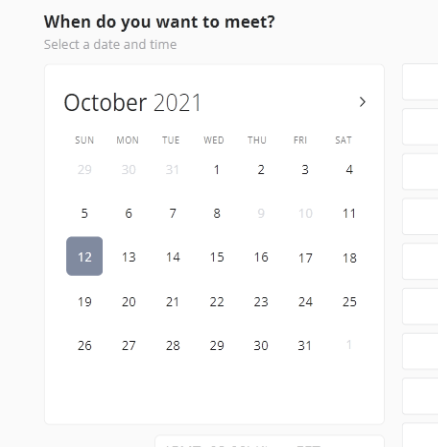 When do you want to meet?
Select a date and time
October 2021
SUN MON TUE WED THU FRI SAT
29 30 31 1 2 3 4
5 6 7 8 9 10 11
12 13 14 15 16 17 18
19 20 21 22 23 24 25
26 27 28 29 30 31 1